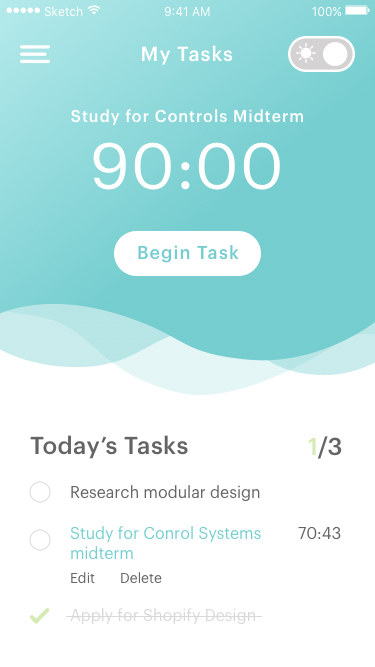 Sketch 9:41 AM 100%
My Tasks
Study for Controls Midterm
90:00
Begin Task
Today's Tasks 1/3
Research modular design
Study for Conrol Systems 70:43
midterm
Edit Delete
Apply for Shopify Design